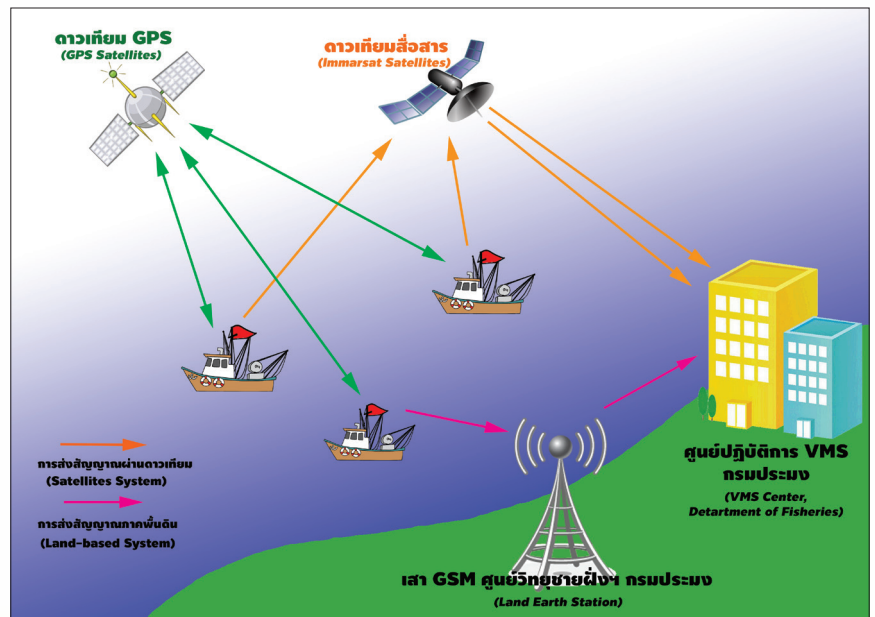 ดาวเทียม GPS
(GPS Satellites)
ดาวเทียมสื่อสาร
(Immarsat Satellites)
การส่งสัญญาณผ่านดาวเทียม
(Satellites System)
การส่งสัญญาณภาคพื้นดิน
(Land-based System)
ศูนย์ปฏิบัติการ VMS
กรมประมง
(VMS Center,
Detartment of Fisheries)
เสา GSM ศูนย์วิทยุชายฝั่งฯ กรมประมง
(Land Earth Station)